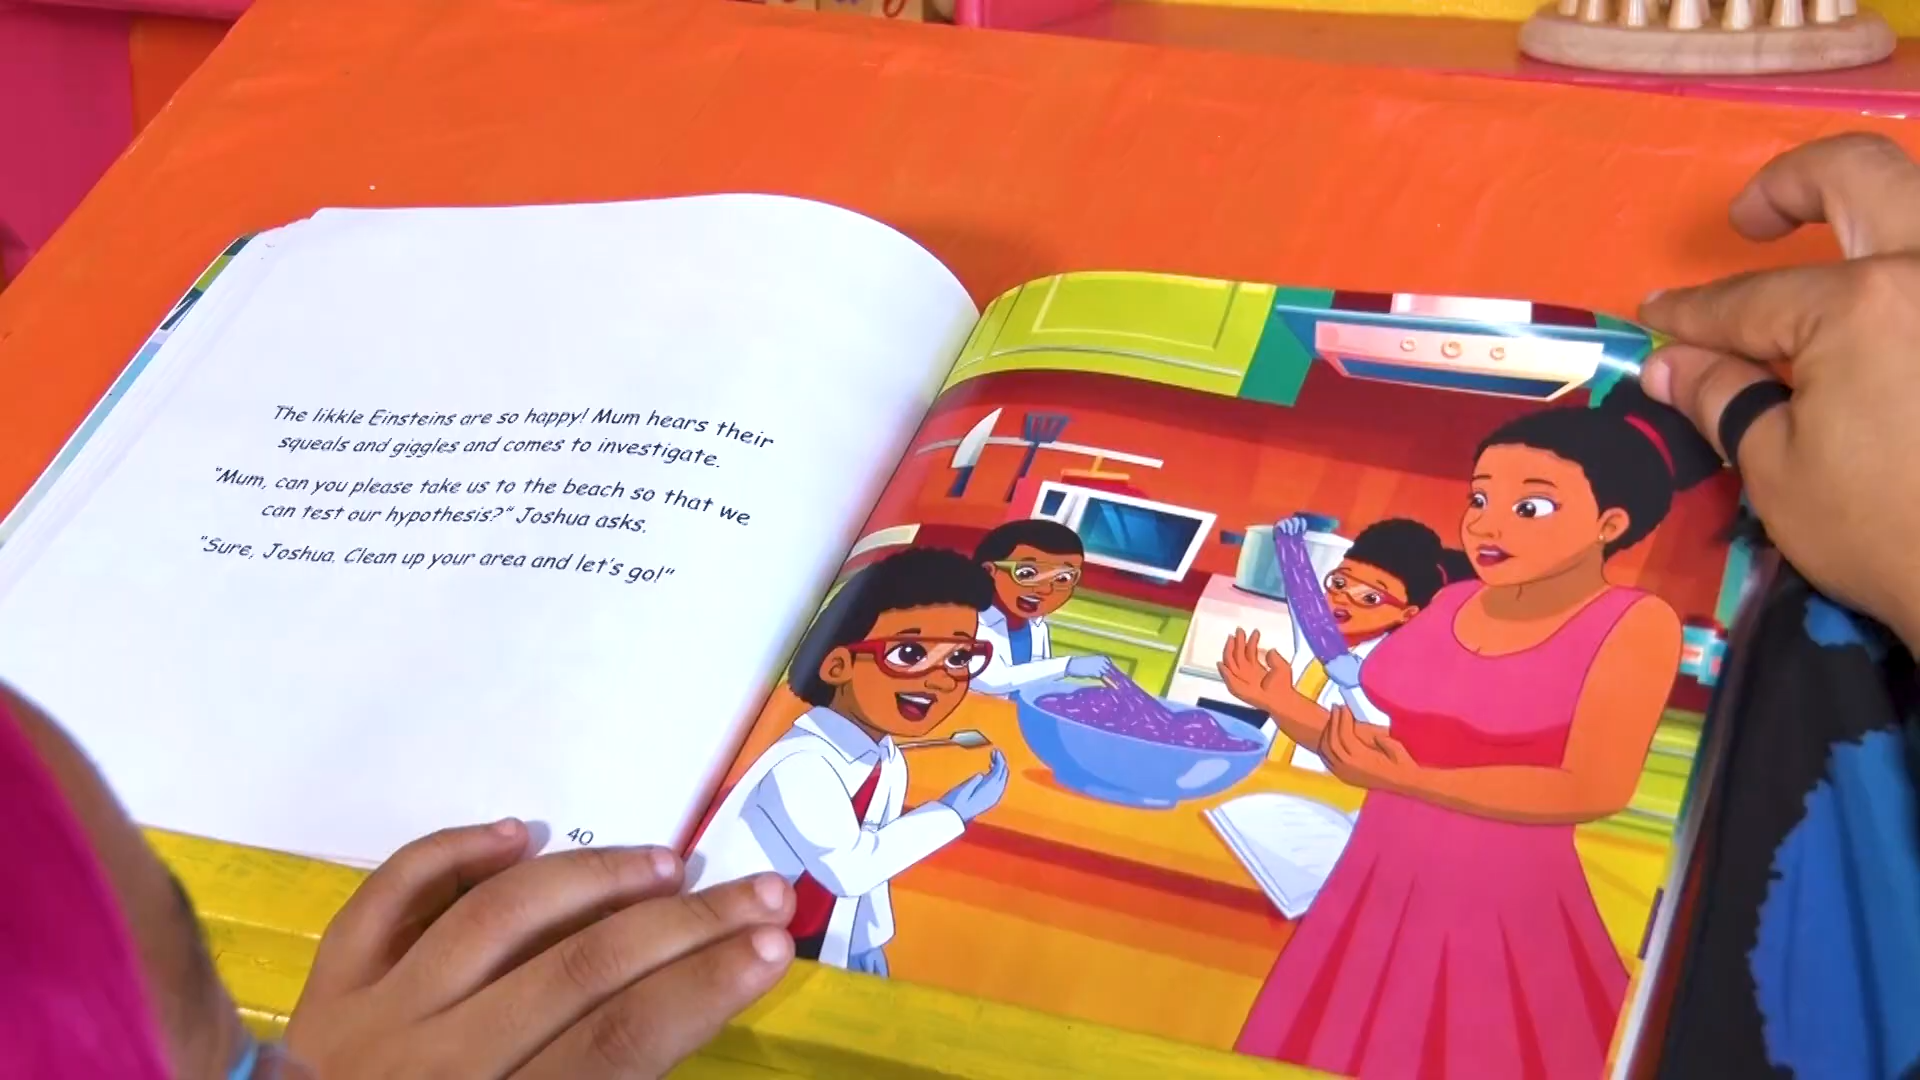 The likkle Einsteins are so happy! Mum hears their
squeals and giggles and comes to investigate.
"Mum, can you please take us to the beach so that we
can test our hypothesis?" Joshua asks.
"Sure, Joshua. Clean up your area and let's go!"
40